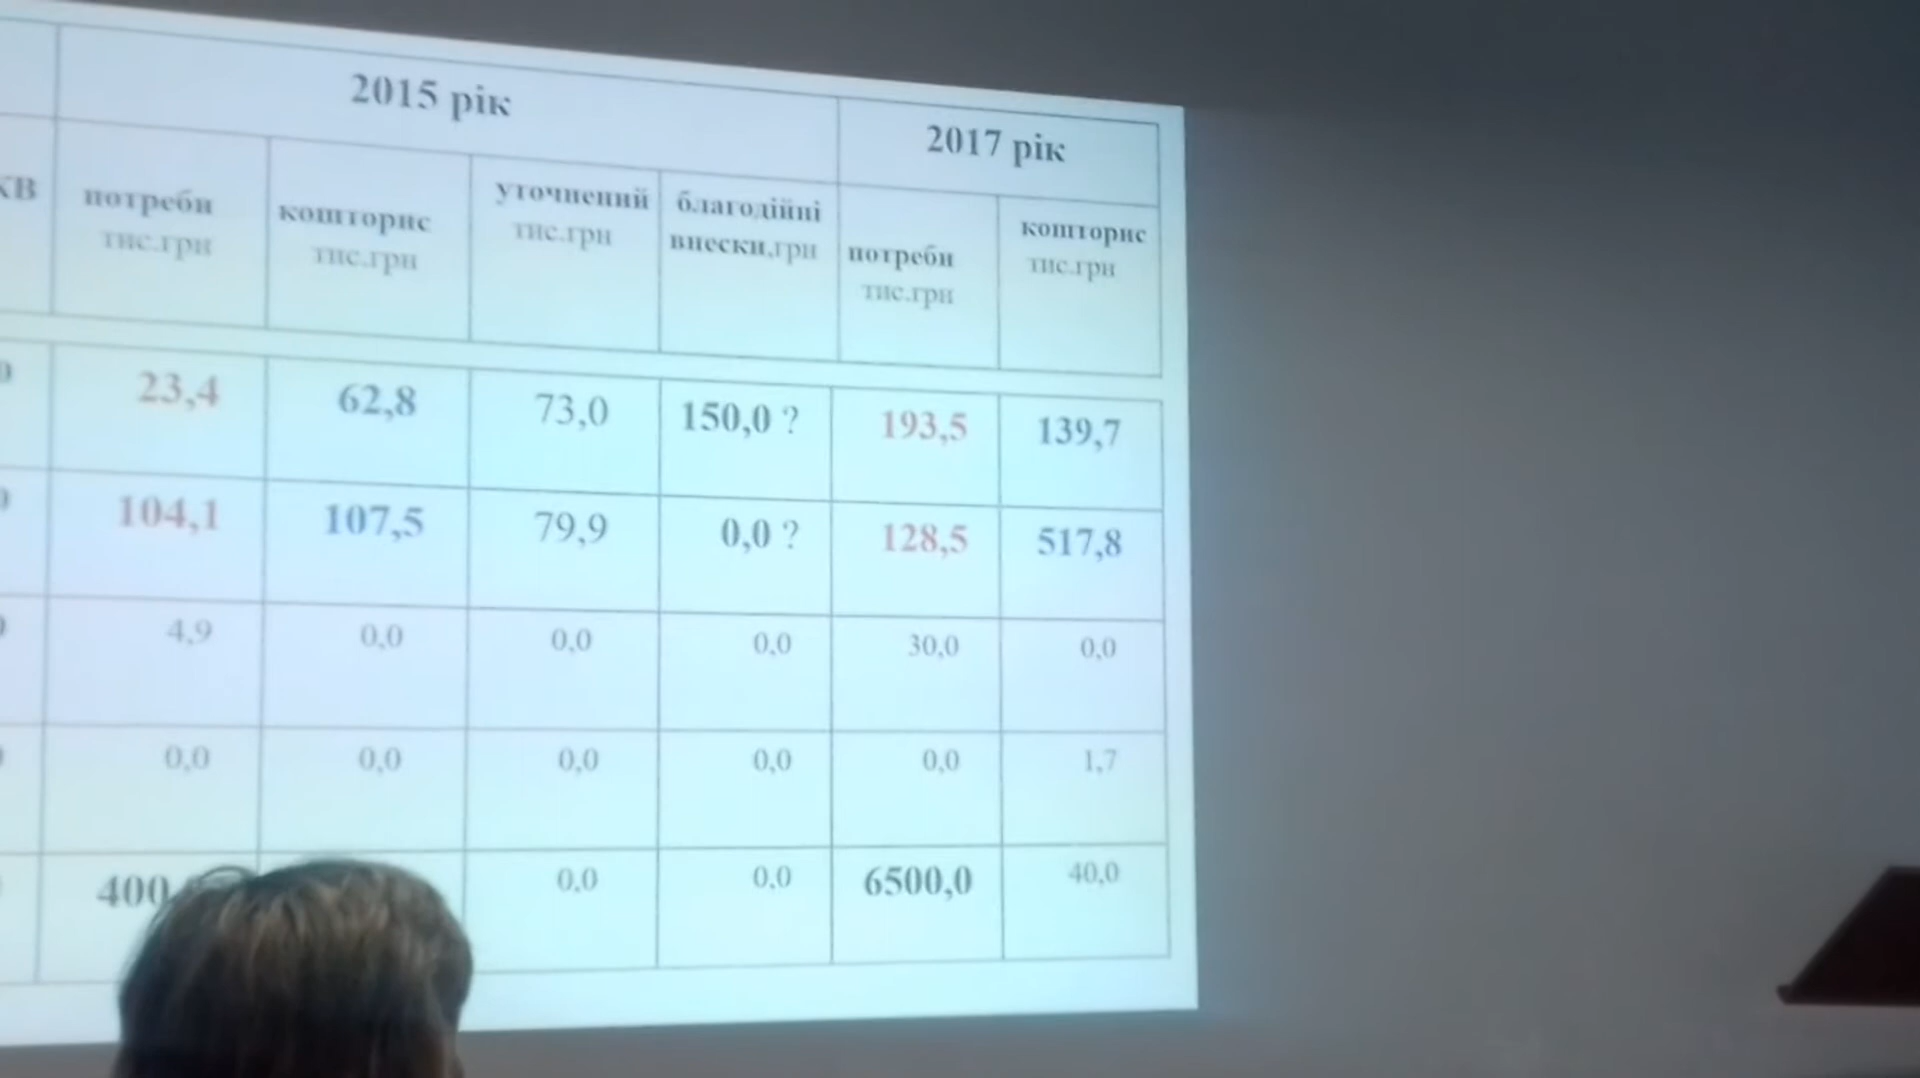 2015 рік
2017 рік
КВ
потреби
тис.грн
кошторис
тис.грн
уточнений
тис.грн
благодійні
внески,грн
потреби
тис.грн
кошторис
тис.грн
23,4 62,8 73,0 150,0 ? 193,5 139,7
104,1 107,5 79,9 0,0 ? 128,5 517,8
4,9 0,0 0,0 0,0 30,0 0,0
0,0 0,0 0,0 0,0 0,0 1,7
400 0,0 0,0 6500,0 40,0